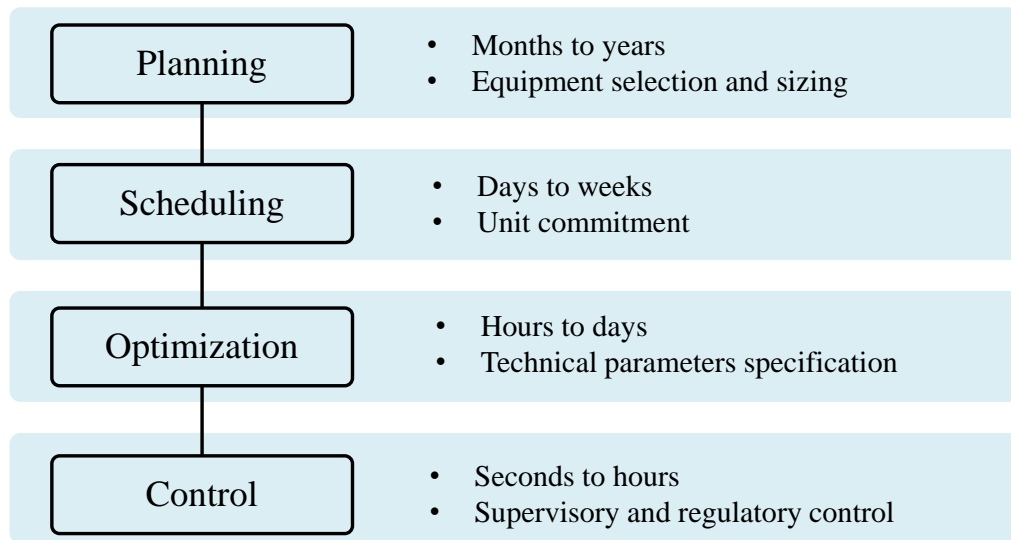 Planning
• Months to years
• Equipment selection and sizing
Scheduling
• Days to weeks
• Unit commitment
Optimization
• Hours to days
• Technical parameters specification
Control
• Seconds to hours
• Supervisory and regulatory control